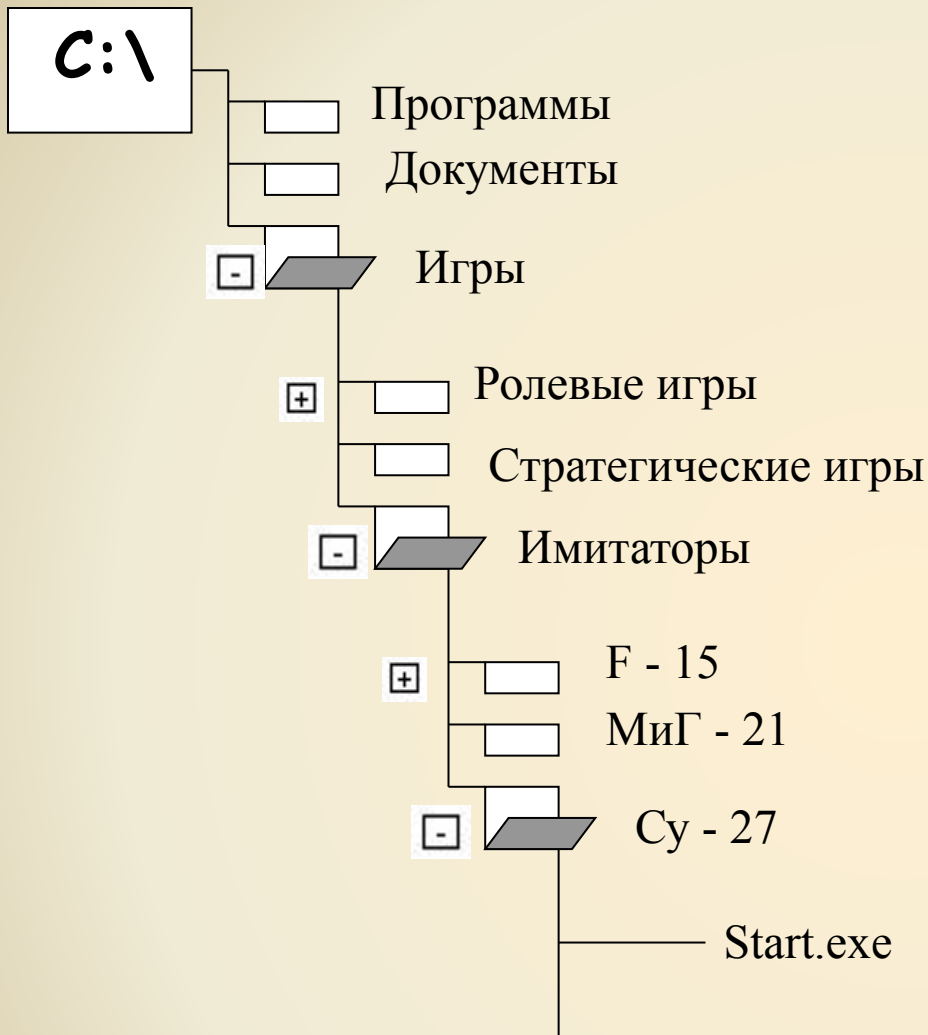 C:\
Программы
Документы
- Игры
+ Ролевые игры
Стратегические игры
- Имитаторы
+ F - 15
МиГ - 21
- Су - 27
Start.exe